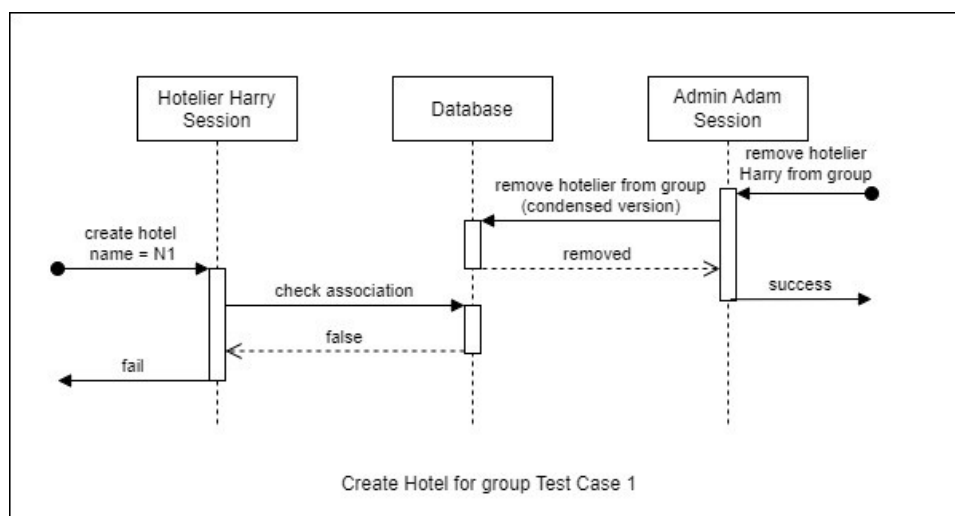 Hotelier Harry
Session
Database
Admin Adam
Session
remove hotelier
Harry from group
remove hotelier from group
(condensed version)
create hotel
name = N1
removed
check association
success
false
fail
Create Hotel for group Test Case 1